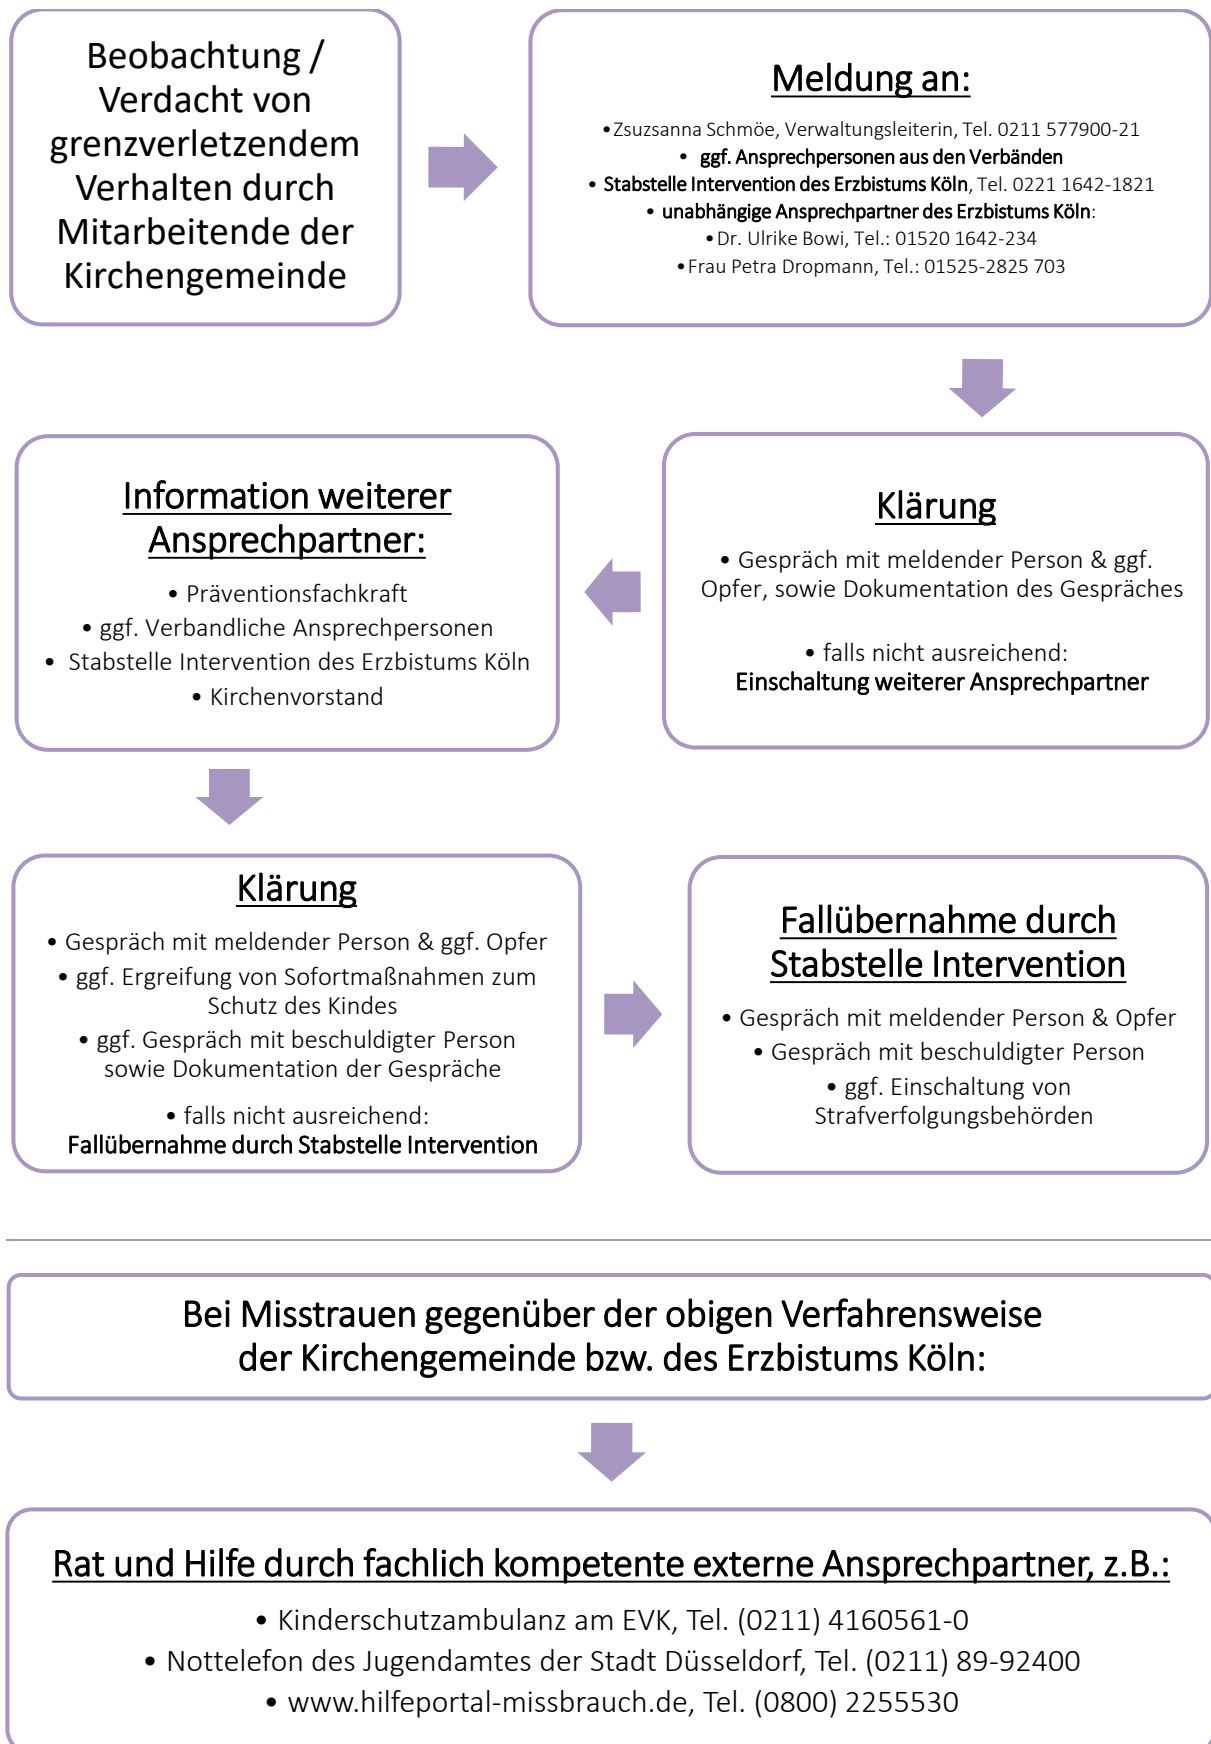 Beobachtung /
Verdacht von
grenzverletzendem
Verhalten durch
Mitarbeitende der
Kirchengemeinde
Meldung an:
•Zsuzsanna Schmöe, Verwaltungsleiterin, Tel. 0211 577900-21
• ggf. Ansprechpersonen aus den Verbänden
• Stabstelle Intervention des Erzbistums Köln, Tel. 0221 1642-1821
• unabhängige Ansprechpartner des Erzbistums Köln:
•Dr. Ulrike Bowi, Tel.: 01520 1642-234
•Frau Petra Dropmann, Tel.: 01525-2825 703
Klärung
• Gespräch mit meldender Person & ggf.
Opfer, sowie Dokumentation des Gespräches
• falls nicht ausreichend:
Einschaltung weiterer Ansprechpartner
Information weiterer
Ansprechpartner:
• Präventionsfachkraft
• ggf. Verbandliche Ansprechpersonen
• Stabstelle Intervention des Erzbistums Köln
• Kirchenvorstand
Klärung
• Gespräch mit meldender Person & ggf. Opfer
• ggf. Ergreifung von Sofortmaßnahmen zum
Schutz des Kindes
• ggf. Gespräch mit beschuldigter Person
sowie Dokumentation der Gespräche
• falls nicht ausreichend:
Fallübernahme durch Stabstelle Intervention
Fallübernahme durch
Stabstelle Intervention
• Gespräch mit meldender Person & Opfer
• Gespräch mit beschuldigter Person
• ggf. Einschaltung von
Strafverfolgungsbehörden
Bei Misstrauen gegenüber der obigen Verfahrensweise
der Kirchengemeinde bzw. des Erzbistums Köln:
Rat und Hilfe durch fachlich kompetente externe Ansprechpartner, z.B.:
• Kinderschutzambulanz am EVK, Tel. (0211) 4160561-0
• Nottelefon des Jugendamtes der Stadt Düsseldorf, Tel. (0211) 89-92400
• www.hilfeportal-missbrauch.de, Tel. (0800) 2255530